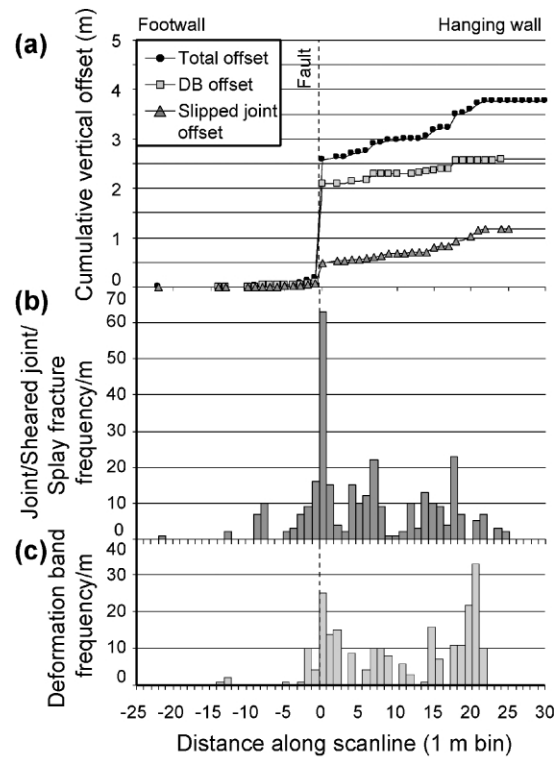 (a)
Footwall
Hanging wall
Total offset
DB offset
Slipped joint
offset
Fault
Cumulative vertical offset (m)
5
4
3
2
1
0
(b)
Joint/Sheared joint/
Splay fracture
frequency/m
70
60
50
40
30
20
10
0
(c)
Deformation band
frequency/m
40
30
20
10
0
-25 -20 -15 -10 -5 0 5 10 15 20 25 30
Distance along scanline (1 m bin)